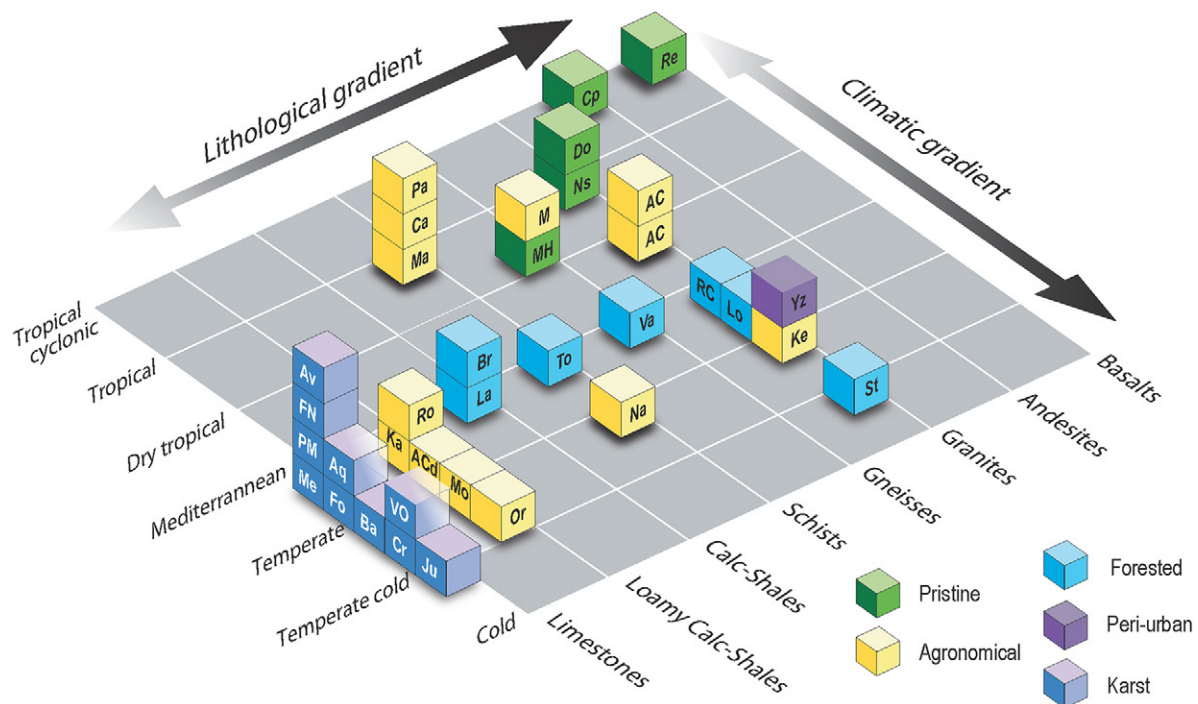 Lithological gradient
Climatic gradient
Re
Cp
Do
Ns
Pa
Ca
Ma
M
MH
AC
AC
RC
Lo
Yz
Ke
Va
To
Br
La
St
Na
Av
FN
PM
Me
Aq
Fo
Ba
VO
Cr
Ju
Ro
Ka
ACd
Mo
Or
Tropical
cyclonic
Tropical
Dry tropical
Mediterrannean
Temperate
Temperate cold
Cold
Limestones
Loamy Calc-Shales
Calc-Shales
Schists
Gneisses
Granites
Andesites
Basalts
Pristine
Agronomical
Forested
Peri-urban
Karst